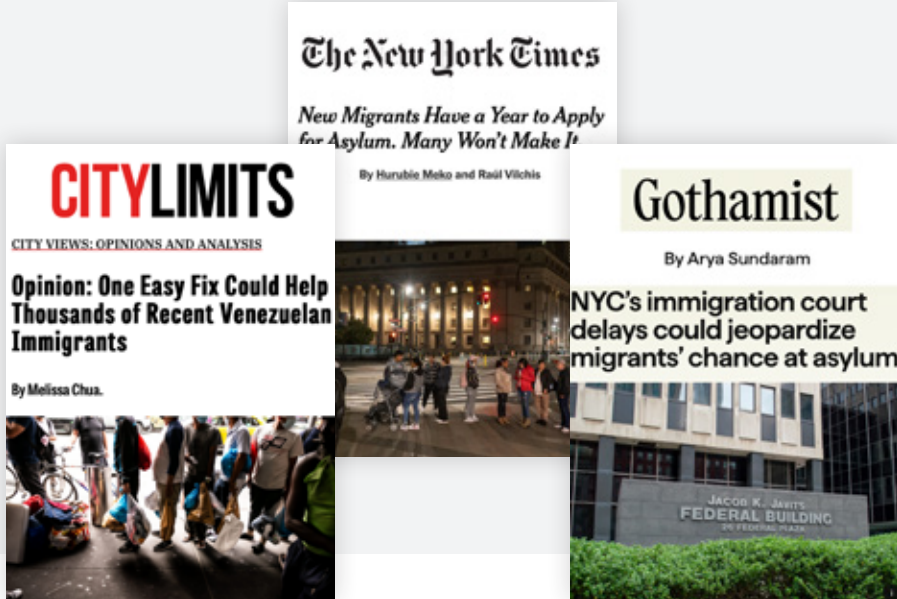 The New York Times
New Migrants Have a Year to Apply
for Asylum. Many Won't Make It.
By Hurubie Meko and Raúl Vilchis
CITYLIMITS
CITY VIEWS: OPINIONS AND ANALYSIS
Opinion: One Easy Fix Could Help
Thousands of Recent Venezuelan
Immigrants
By Melissa Chua.
Gothamist
By Arya Sundaram
NYC's immigration court
delays could jeopardize
migrants' chance at asylum
JACOB K. JAVITS
FEDERAL BUILDING
26 FEDERAL PLAZA